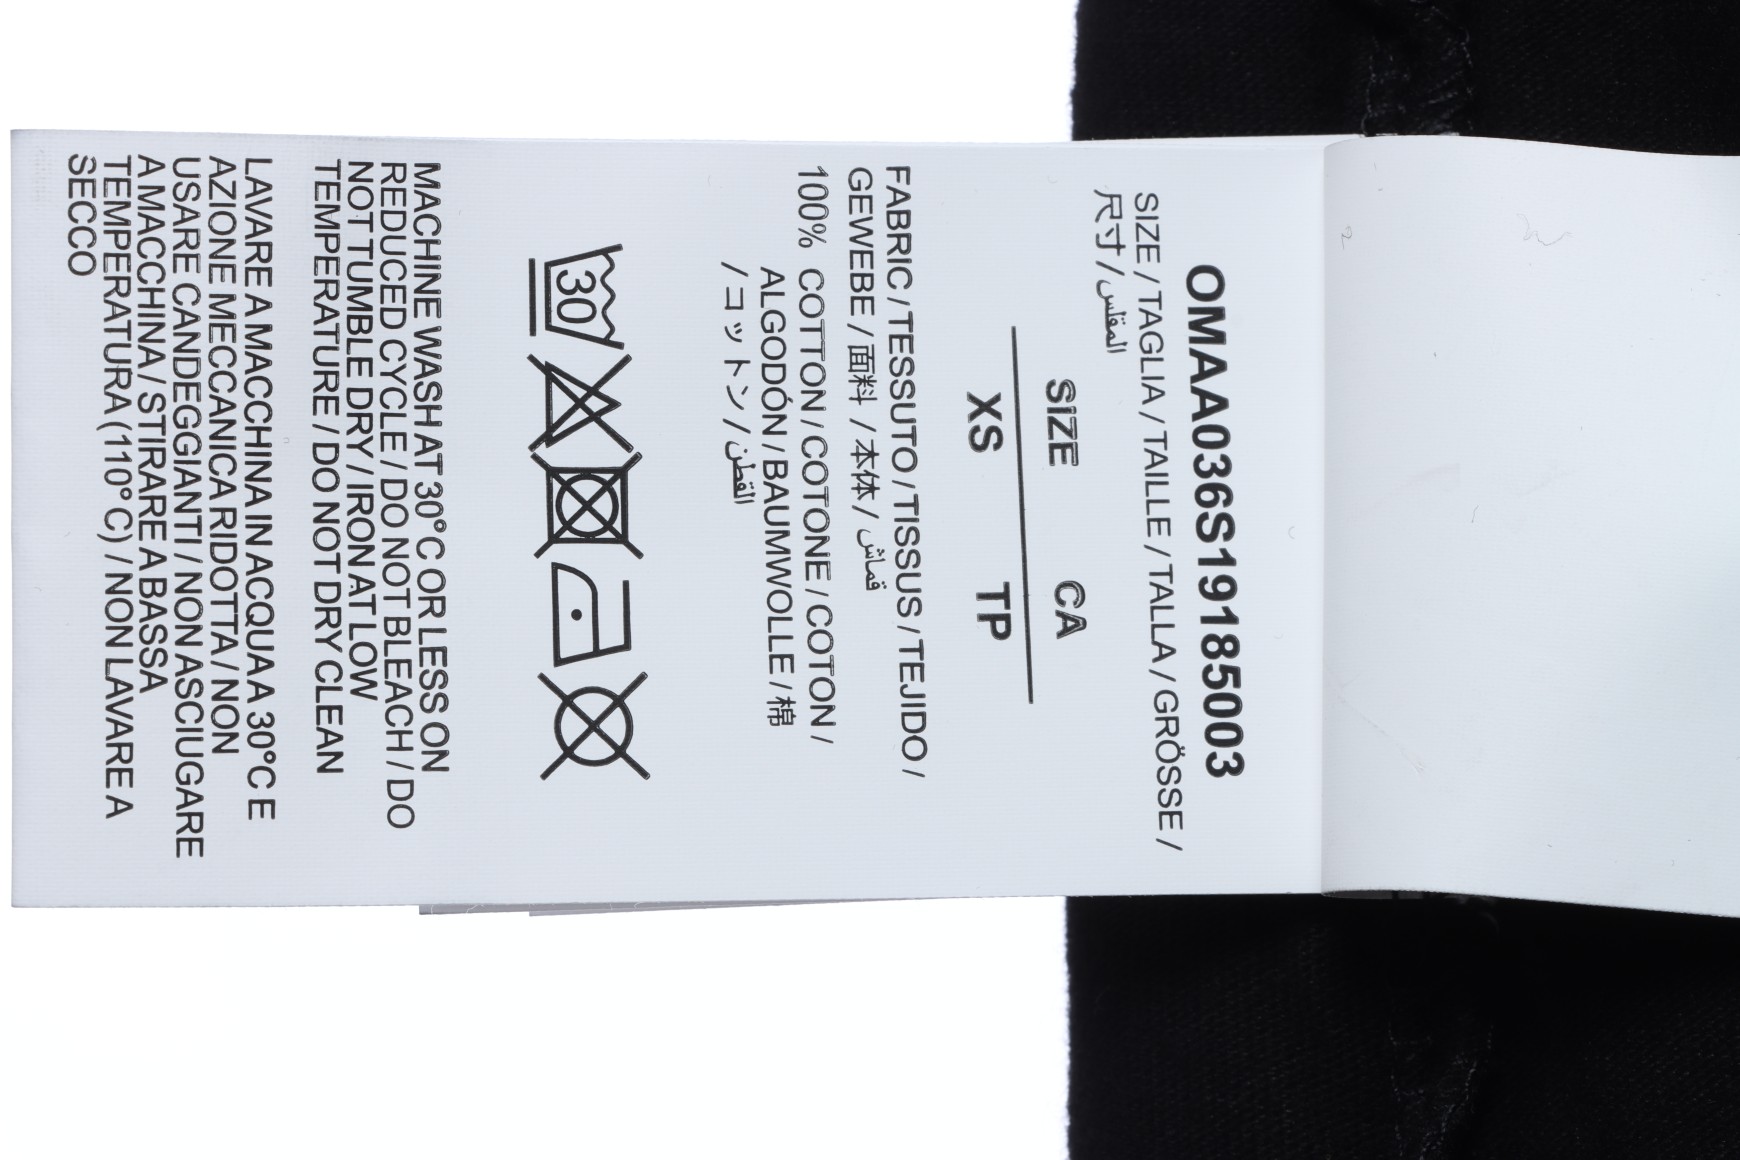 OMAA036S19185003
SIZE / TAGLIA / TAILLE / TALLA / GRÖSSE /
尺寸 / المقلس
SIZE CA
XS TP
FABRIC / TESSUTO / TISSUS / TEJIDO /
GEWEBE / 面料 / 本体 / قماش
100% COTTON / COTONE / COTON /
ALGODÓN / BAUMWOLLE / 棉
/ コットン / القطن
30
MACHINE WASH AT 30°C OR LESS ON
REDUCED CYCLE / DO NOT BLEACH / DO
NOT TUMBLE DRY / IRON AT LOW
TEMPERATURE / DO NOT DRY CLEAN
LAVARE A MACCHINA IN ACQUA A 30°C E
AZIONE MECCANICA RIDOTTA / NON
USARE CANDEGGIANTI / NON ASCIUGARE
A MACCHINA / STIRARE A BASSA
TEMPERATURA (110°C) / NON LAVARE A
SECCO